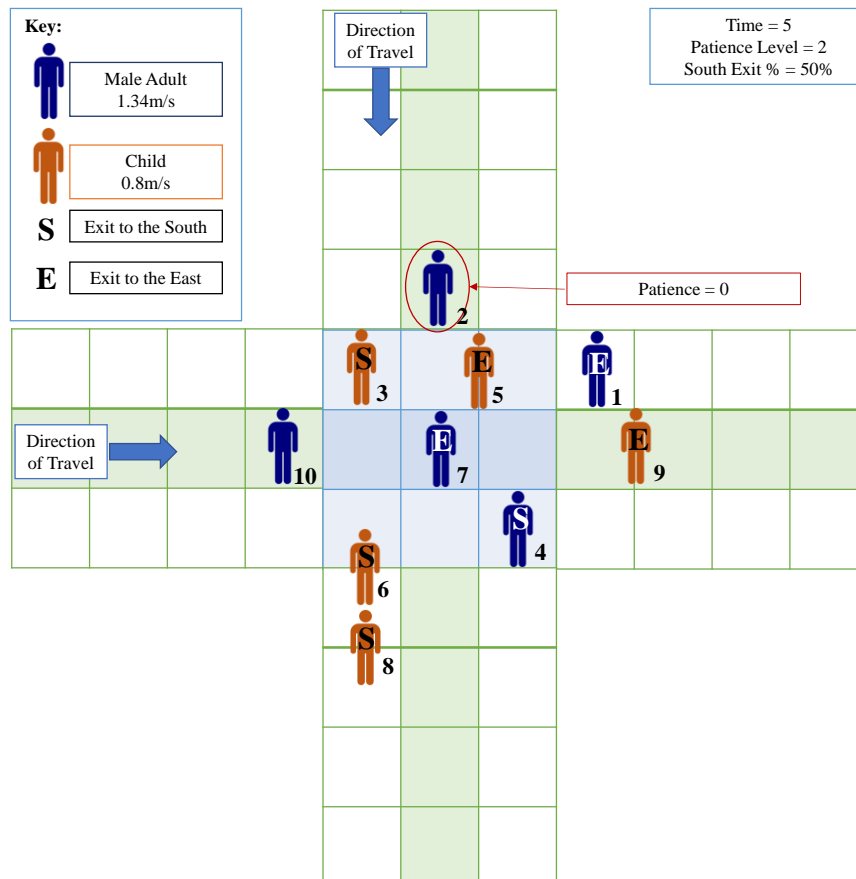 Key:
Male Adult
1.34m/s
Child
0.8m/s
S
Exit to the South
E
Exit to the East
Direction
of Travel
Time = 5
Patience Level = 2
South Exit % = 50%
2
Patience = 0
S
3
E
5
E
1
Direction
of Travel
10
E
7
E
9
S
4
S
6
S
8